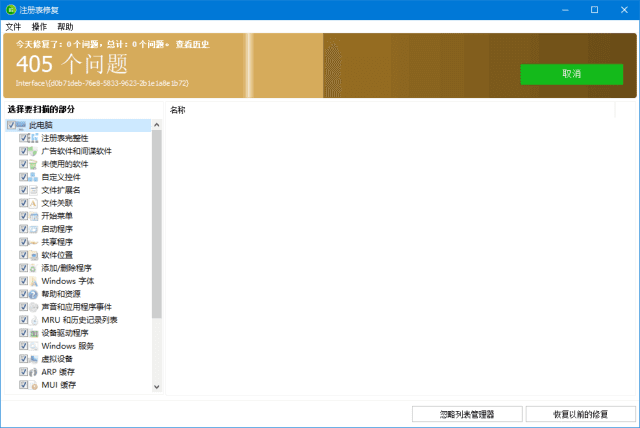 注册表修复
文件 操作 帮助
今天修复了: 0 个问题, 总计: 0 个问题。 查看历史
405 个问题
Interface\{d0b71deb-76e8-5833-9623-2b1e1a8e1b72}
取消
选择要扫描的部分
名称
此电脑
注册表完整性
广告软件和间谍软件
未使用的软件
自定义控件
文件扩展名
文件关联
开始菜单
启动程序
共享程序
软件位置
添加/删除程序
Windows 字体
帮助和资源
声音和应用程序事件
MRU 和历史记录列表
设备驱动程序
Windows 服务
虚拟设备
ARP 缓存
MUI 缓存
忽略列表管理器
恢复以前的修复